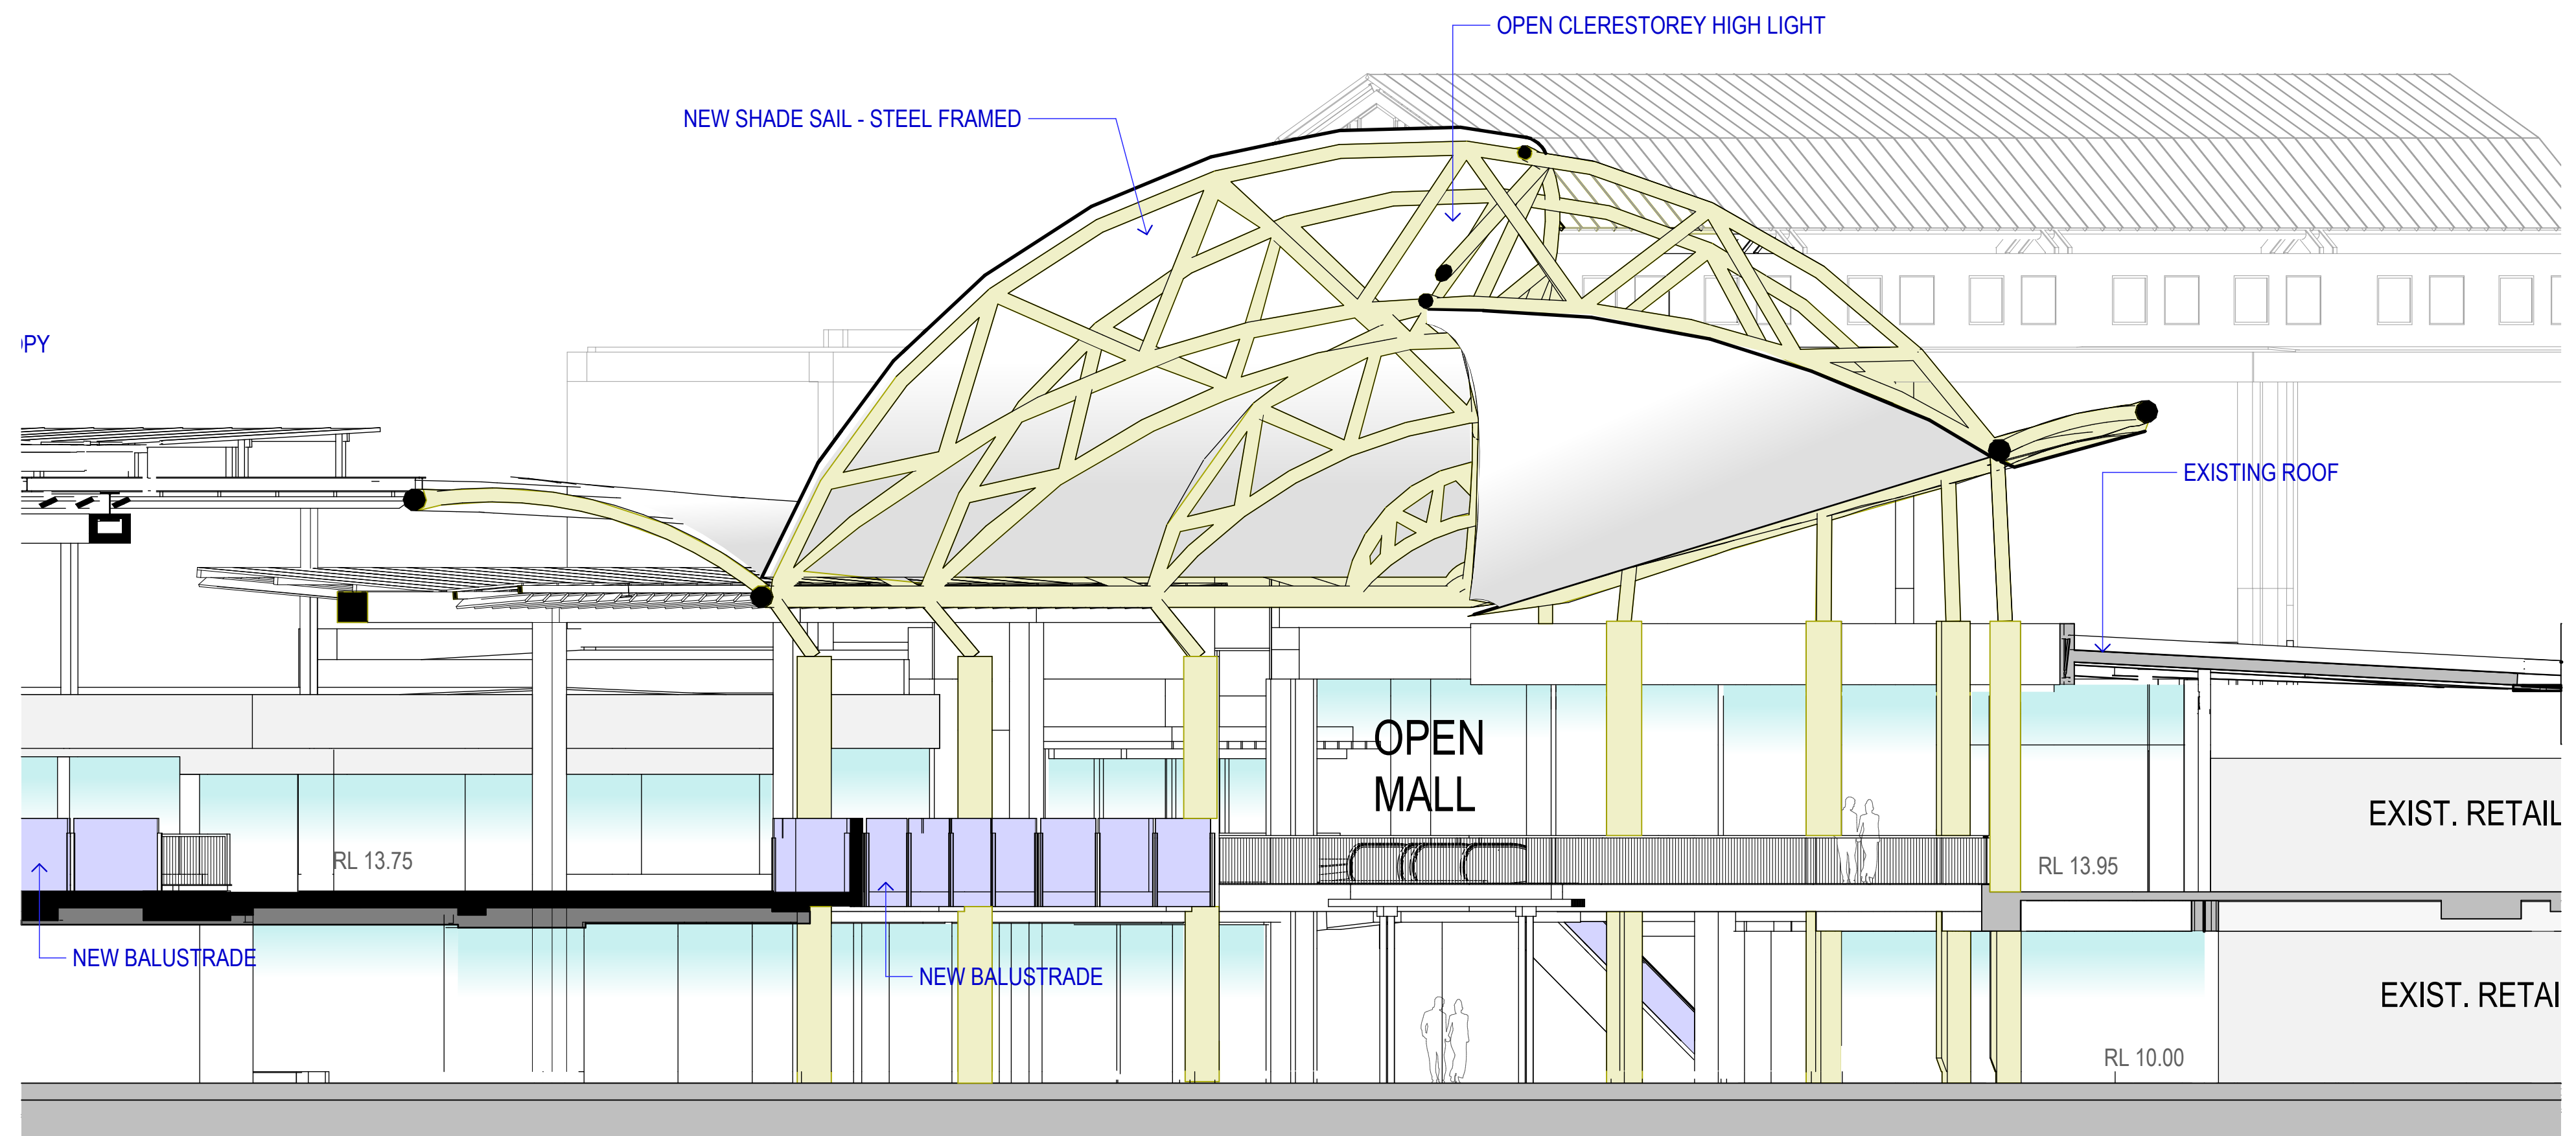 OPEN CLERESTOREY HIGH LIGHT
NEW SHADE SAIL - STEEL FRAMED
PY
EXISTING ROOF
OPEN
MALL
EXIST. RETAIL
RL 13.75
RL 13.95
NEW BALUSTRADE
NEW BALUSTRADE
EXIST. RETAI
RL 10.00